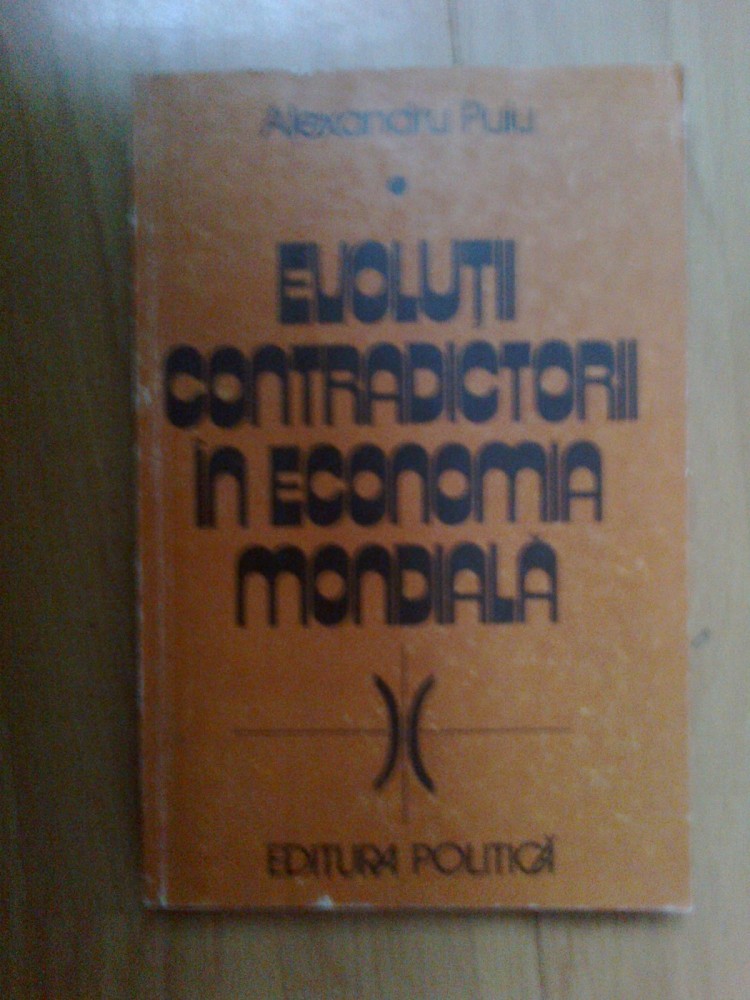 Alexandru Puiu
EVOLUȚII
CONTRADICTORII
ÎN ECONOMIA
MONDIALĂ
EDITURA POLITICĂ